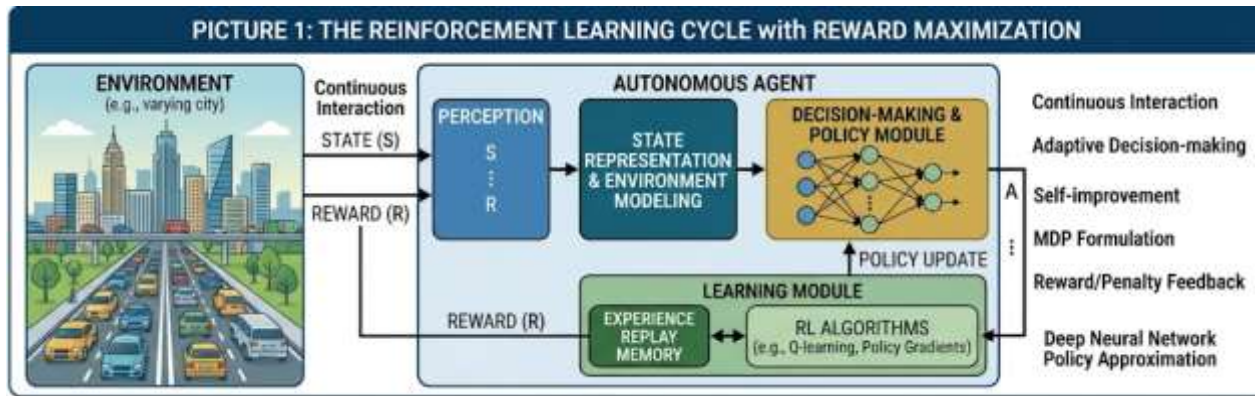 PICTURE 1: THE REINFORCEMENT LEARNING CYCLE with REWARD MAXIMIZATION
ENVIRONMENT
(e.g., varying city)
Continuous
Interaction
STATE (S)
REWARD (R)
REWARD (R)
AUTONOMOUS AGENT
PERCEPTION
S
⋮
R
STATE
REPRESENTATION
& ENVIRONMENT
MODELING
DECISION-MAKING &
POLICY MODULE
A
⋮
POLICY UPDATE
LEARNING MODULE
EXPERIENCE
REPLAY
MEMORY
RL ALGORITHMS
(e.g., Q-learning, Policy Gradients)
Continuous Interaction
Adaptive Decision-making
Self-improvement
MDP Formulation
Reward/Penalty Feedback
Deep Neural Network
Policy Approximation